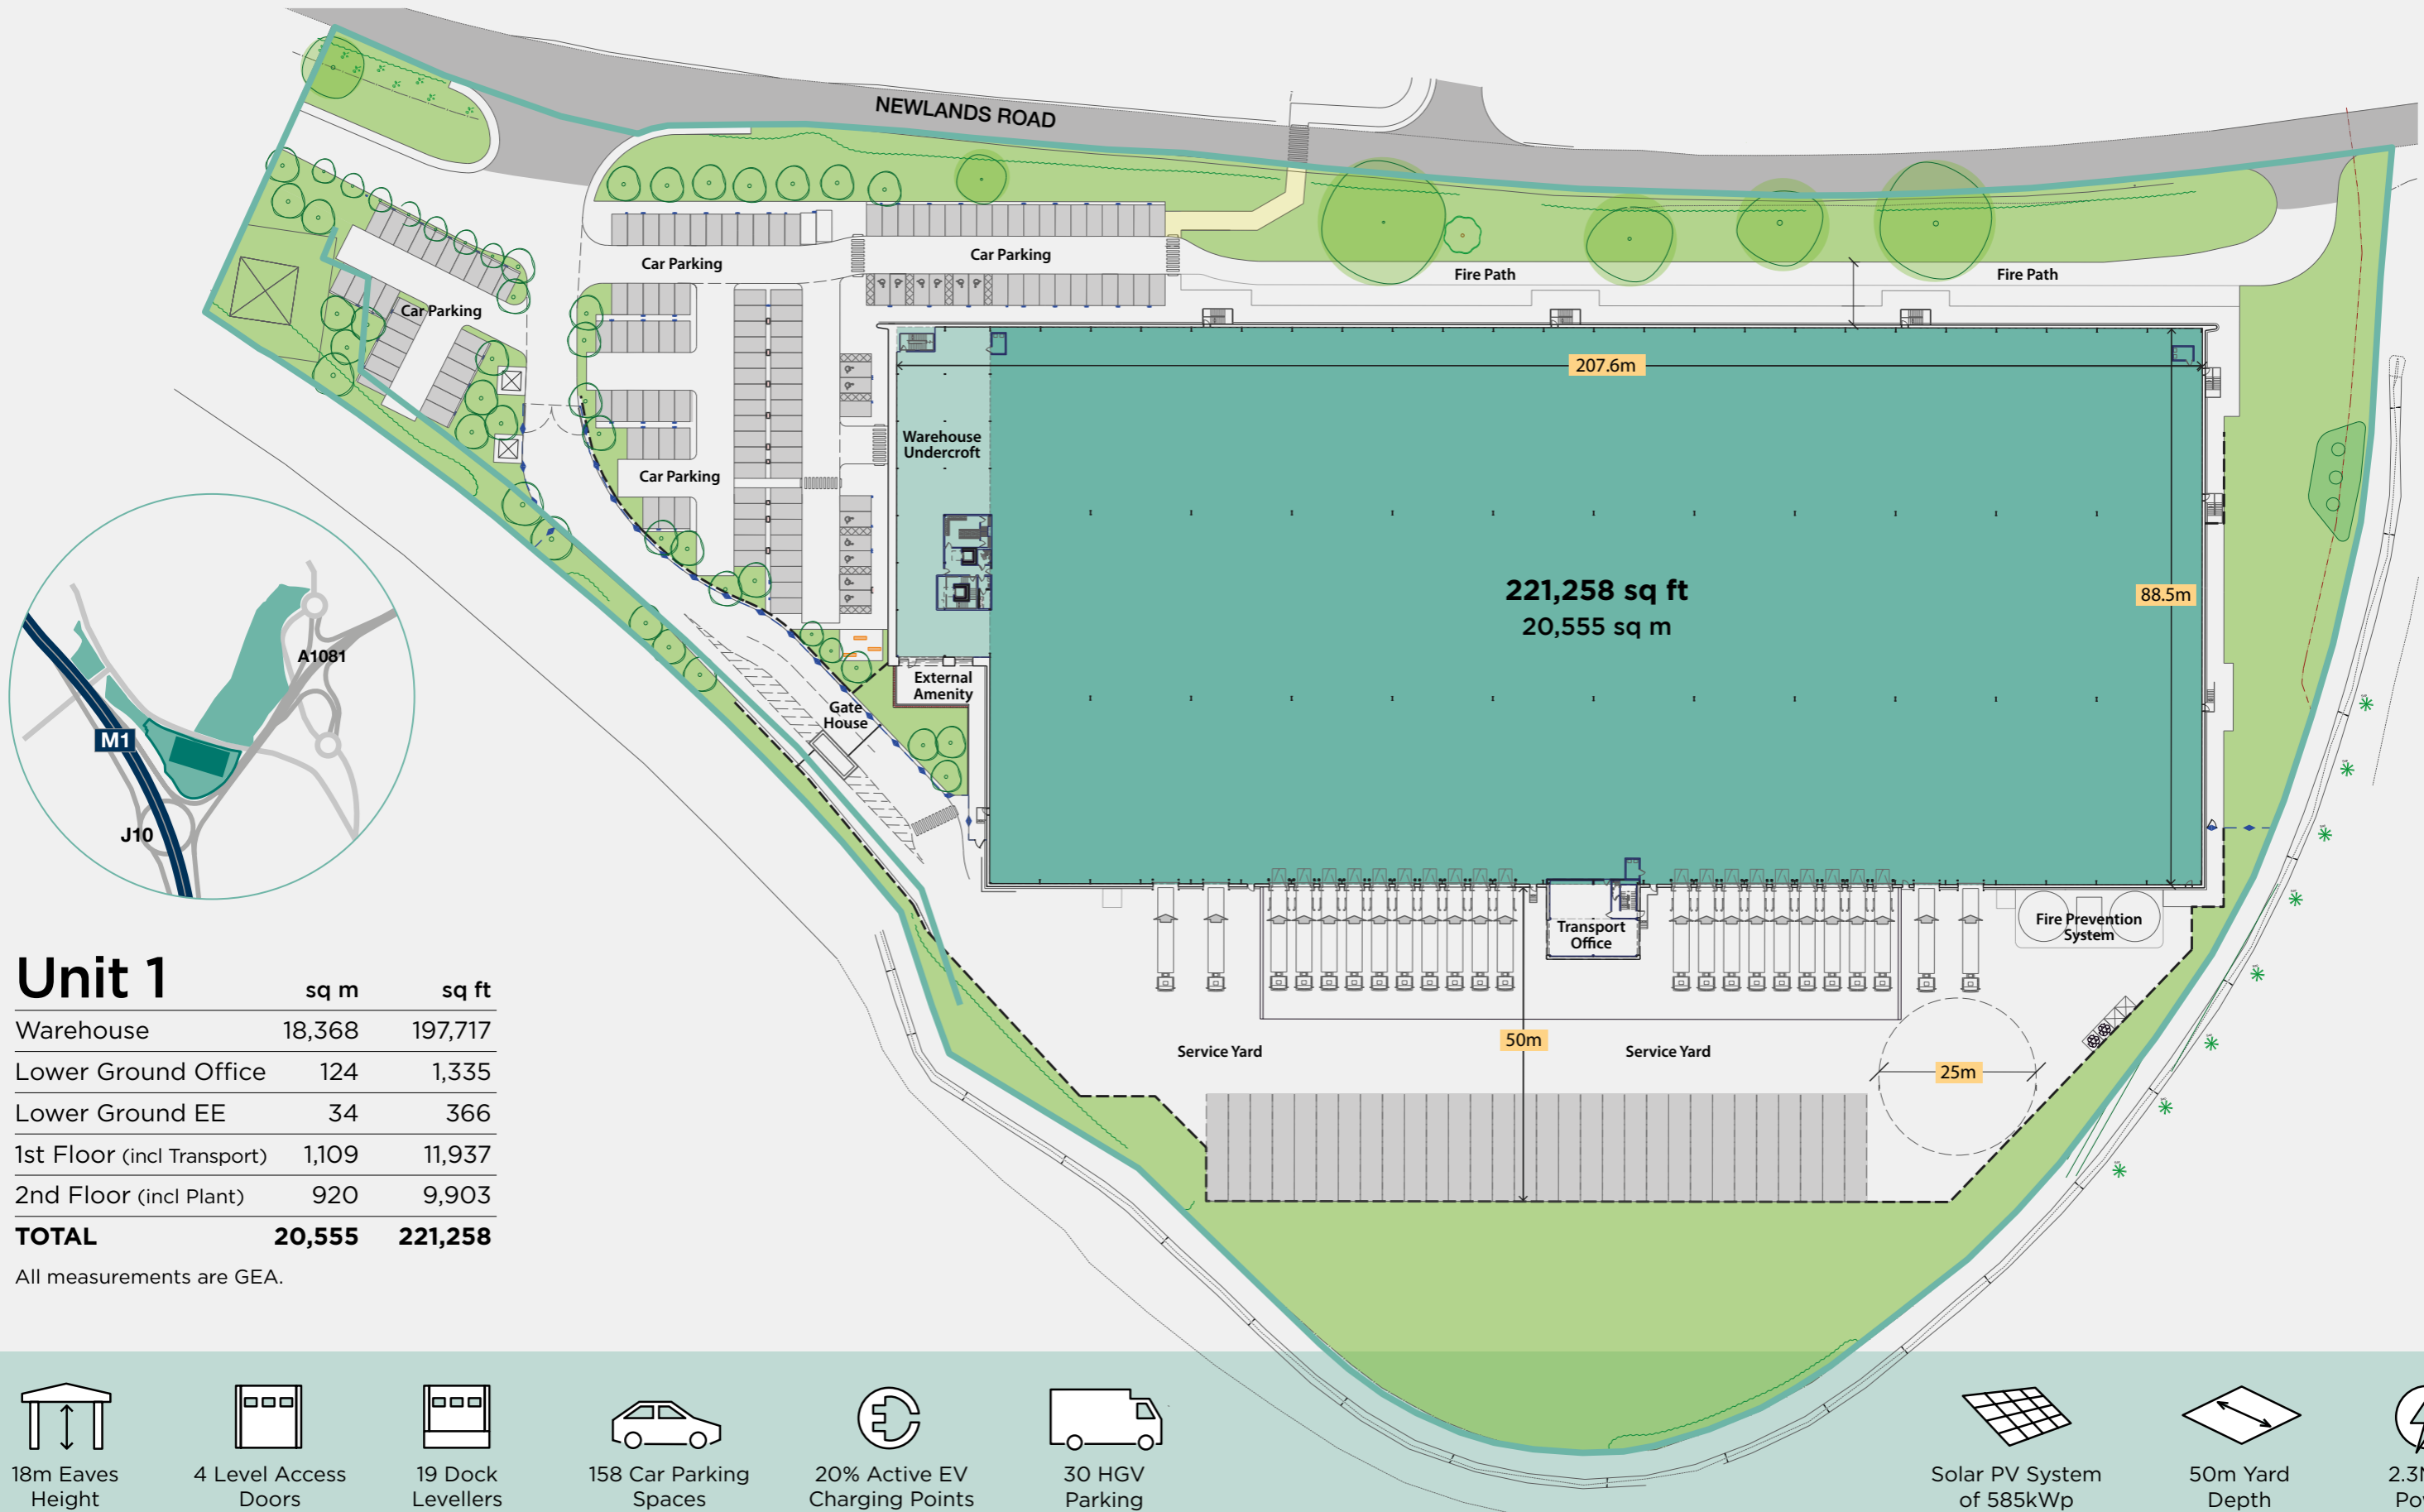 NEWLANDS ROAD
Car Parking
Car Parking
Car Parking
Car Parking
Fire Path
Fire Path
207.6m
Warehouse
Undercroft
221,258 sq ft
20,555 sq m
88.5m
External
Amenity
Gate
House
A1081
M1
J10
Transport
Office
Fire Prevention
System
50m
Service Yard
Service Yard
25m
Unit 1 sq m sq ft
Warehouse 18,368 197,717
Lower Ground Office 124 1,335
Lower Ground EE 34 366
1st Floor (incl Transport) 1,109 11,937
2nd Floor (incl Plant) 920 9,903
TOTAL 20,555 221,258
All measurements are GEA.
18m Eaves
Height
4 Level Access
Doors
19 Dock
Levellers
158 Car Parking
Spaces
20% Active EV
Charging Points
30 HGV
Parking
Solar PV System
of 585kWp
50m Yard
Depth